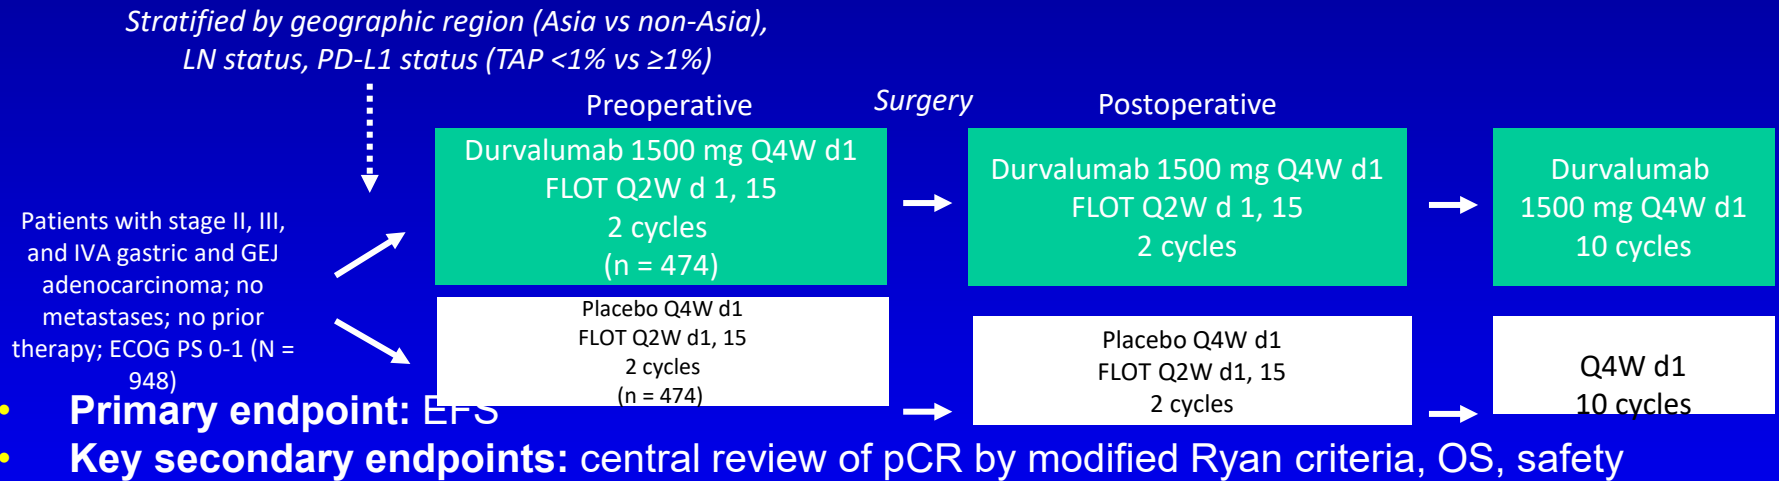 Stratified by geographic region (Asia vs non-Asia),
LN status, PD-L1 status (TAP <1% vs ≥1%)
Preoperative
Surgery
Postoperative
Patients with stage II, III,
and IVA gastric and GEJ
adenocarcinoma; no
metastases; no prior
therapy; ECOG PS 0-1 (N =
948)
Durvalumab 1500 mg Q4W d1
FLOT Q2W d 1, 15
2 cycles
(n = 474)
Durvalumab 1500 mg Q4W d1
FLOT Q2W d 1, 15
2 cycles
Durvalumab
1500 mg Q4W d1
10 cycles
Placebo Q4W d1
FLOT Q2W d1, 15
2 cycles
(n = 474)
Placebo Q4W d1
FLOT Q2W d1, 15
2 cycles
Q4W d1
10 cycles
• Primary endpoint: EFS
• Key secondary endpoints: central review of pCR by modified Ryan criteria, OS, safety